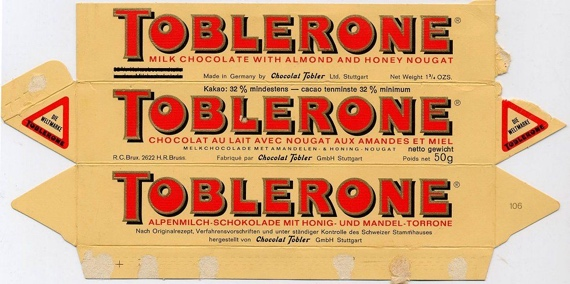 TOBLERONE®
MILK CHOCOLATE WITH ALMOND AND HONEY NOUGAT
Made in Germany by Chocolat Tobler Ltd. Stuttgart Net Weight 1¾ OZS.
Kakao: 32 % mindestens — cacao tenminste 32 % minimum
TOBLERONE®
CHOCOLAT AU LAIT AVEC NOUGAT AUX AMANDES ET MIEL
MELKCHOCOLADE MET AMANDELEN- & HONING-NOUGAT netto gewicht
R.C. Brux. 2622 H.R. Bruss. Fabriqué par Chocolat Tobler GmbH Stuttgart Poids net 50g
DIE
WELTMARKE
TOBLERONE
DIE
WELTMARKE
TOBLERONE
TOBLERONE®
ALPENMILCH-SCHOKOLADE MIT HONIG- UND MANDEL-TORRONE
Nach Originalrezept, Verfahrensvorschriften und unter ständiger Kontrolle des Schweizer Stammhauses
hergestellt von Chocolat Tobler GmbH Stuttgart
106